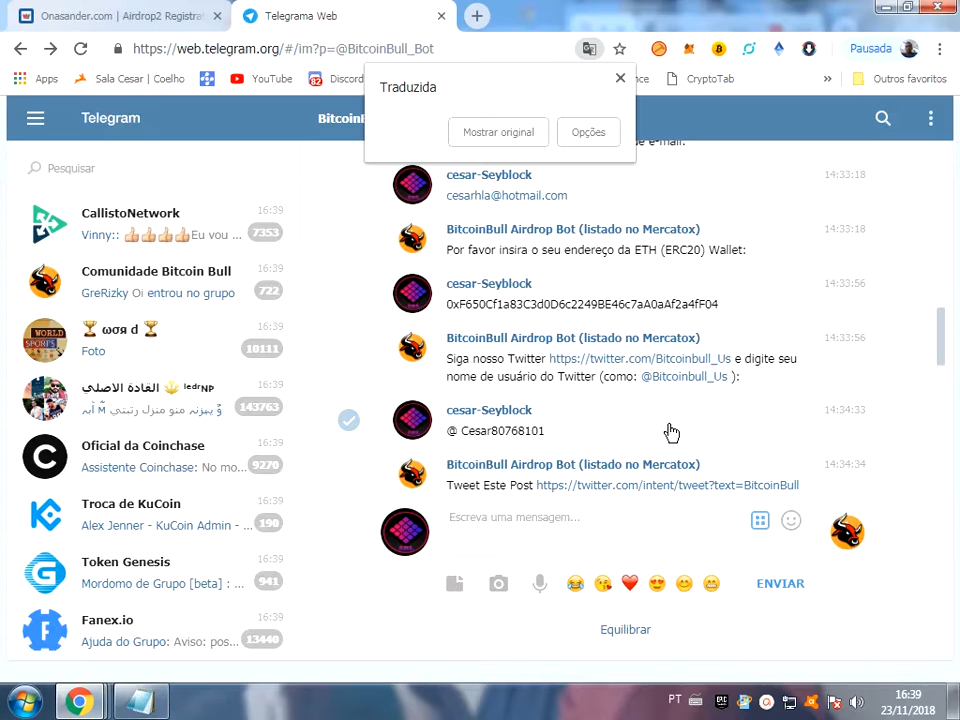 Onasander.com | Airdrop2 Registrat
Telegrama Web
https://web.telegram.org/#/im?p=@BitcoinBull_Bot
Pausada
Apps
Sala Cesar | Coelho
YouTube
Discord
nce
CryptoTab
»
Outros favoritos
Traduzida
Mostrar original
Opções
Telegram
BitcoinB
Pesquisar
de e-mail:
CallistoNetwork
16:39
Vinny:: 👍👍👍👍Eu vou ...
7353
Comunidade Bitcoin Bull
16:39
GreRizky Oi entrou no grupo
722
🏆 ωσя d 🏆
16:39
Foto
10111
16:39
143763
Oficial da Coinchase
16:39
Assistente Coinchase: No mo...
9270
Troca de KuCoin
16:39
Alex Jenner - KuCoin Admin - ...
190
Token Genesis
16:39
Mordomo de Grupo [beta] : ...
941
Fanex.io
16:39
Ajuda do Grupo: Aviso: pos...
13440
cesar-Seyblock
14:33:18
cesarhla@hotmail.com
BitcoinBull Airdrop Bot (listado no Mercatox)
14:33:18
Por favor insira o seu endereço da ETH (ERC20) Wallet:
cesar-Seyblock
14:33:56
0xF650Cf1a83C3d0D6c2249BE46c7aA0aAf2a4fF04
BitcoinBull Airdrop Bot (listado no Mercatox)
14:33:56
Siga nosso Twitter https://twitter.com/Bitcoinbull_Us e digite seu
nome de usuário do Twitter (como: @Bitcoinbull_Us ):
cesar-Seyblock
14:34:33
@ Cesar80768101
BitcoinBull Airdrop Bot (listado no Mercatox)
14:34:34
Tweet Este Post https://twitter.com/intent/tweet?text=BitcoinBull
Escreva uma mensagem...
ENVIAR
Equilibrar
PT
16:39
23/11/2018